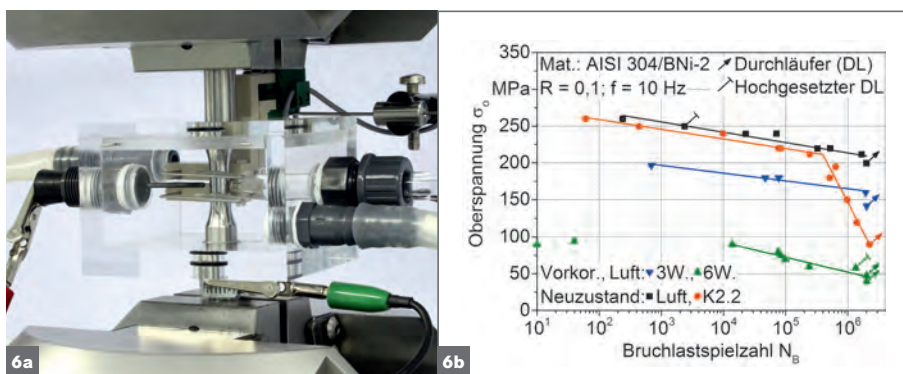 6a
6b
Oberspannung σo
350
300
250
200
150
100
50
0
MPa
Mat.: AISI 304/BNi-2
R = 0,1; f = 10 Hz
Durchläufer (DL)
Hochgesetzter DL
Vorkor., Luft: 3W., 6W.
Neuzustand: Luft, K2.2
10¹ 10² 10³ 10⁴ 10⁵ 10⁶
Bruchlastspielzahl NB